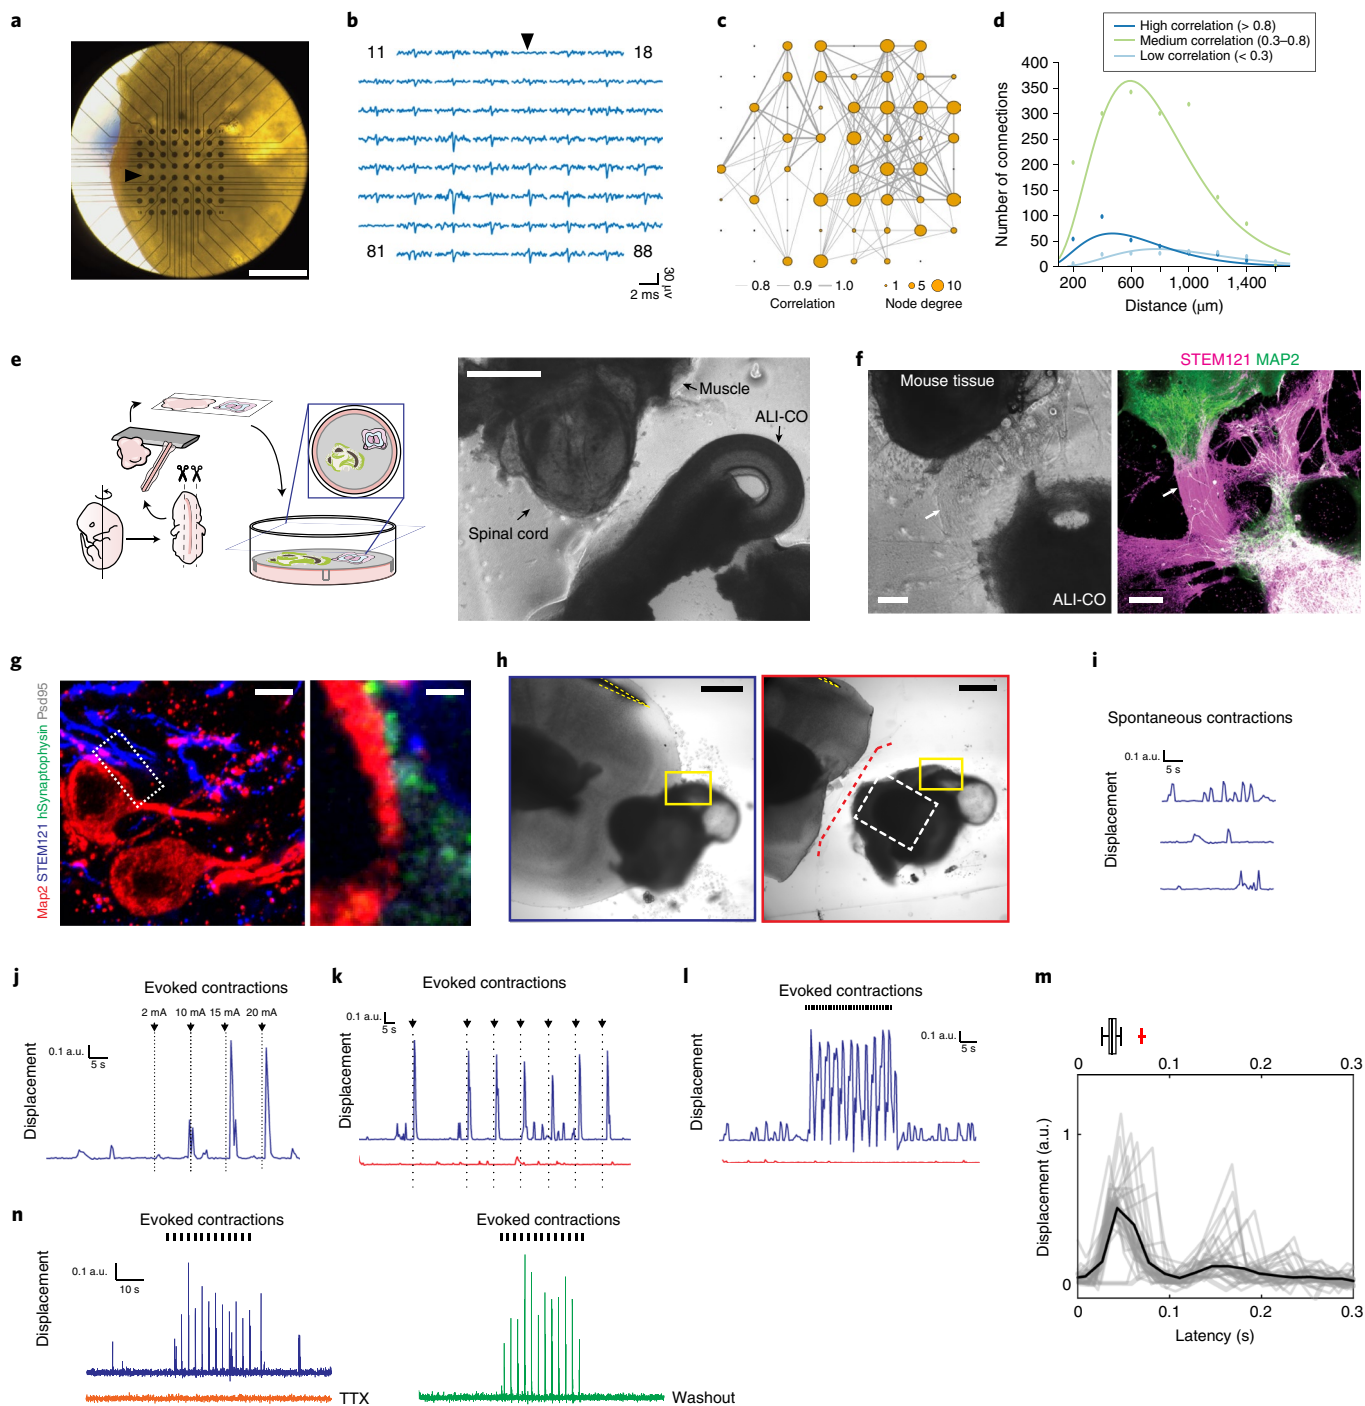 a
b
11
18
81
88
30 μv
2 ms
c
0.8 0.9 1.0
Correlation
1 5 10
Node degree
d
High correlation (> 0.8)
Medium correlation (0.3–0.8)
Low correlation (< 0.3)
Number of connections
400
350
300
250
200
150
100
50
0
200 600 1,000 1,400
Distance (μm)
e
Muscle
ALI-CO
Spinal cord
f
STEM121 MAP2
Mouse tissue
ALI-CO
g
Map2 STEM121 hSynaptophysin Psd95
h
i
Spontaneous contractions
0.1 a.u.
5 s
Displacement
j
Evoked contractions
2 mA 10 mA 15 mA 20 mA
0.1 a.u.
5 s
Displacement
k
Evoked contractions
0.1 a.u.
5 s
Displacement
l
Evoked contractions
0.1 a.u.
5 s
Displacement
m
0 0.1 0.2 0.3
Displacement (a.u.)
1
0
0 0.1 0.2 0.3
Latency (s)
n
Evoked contractions
0.1 a.u.
10 s
Displacement
TTX
Evoked contractions
Washout